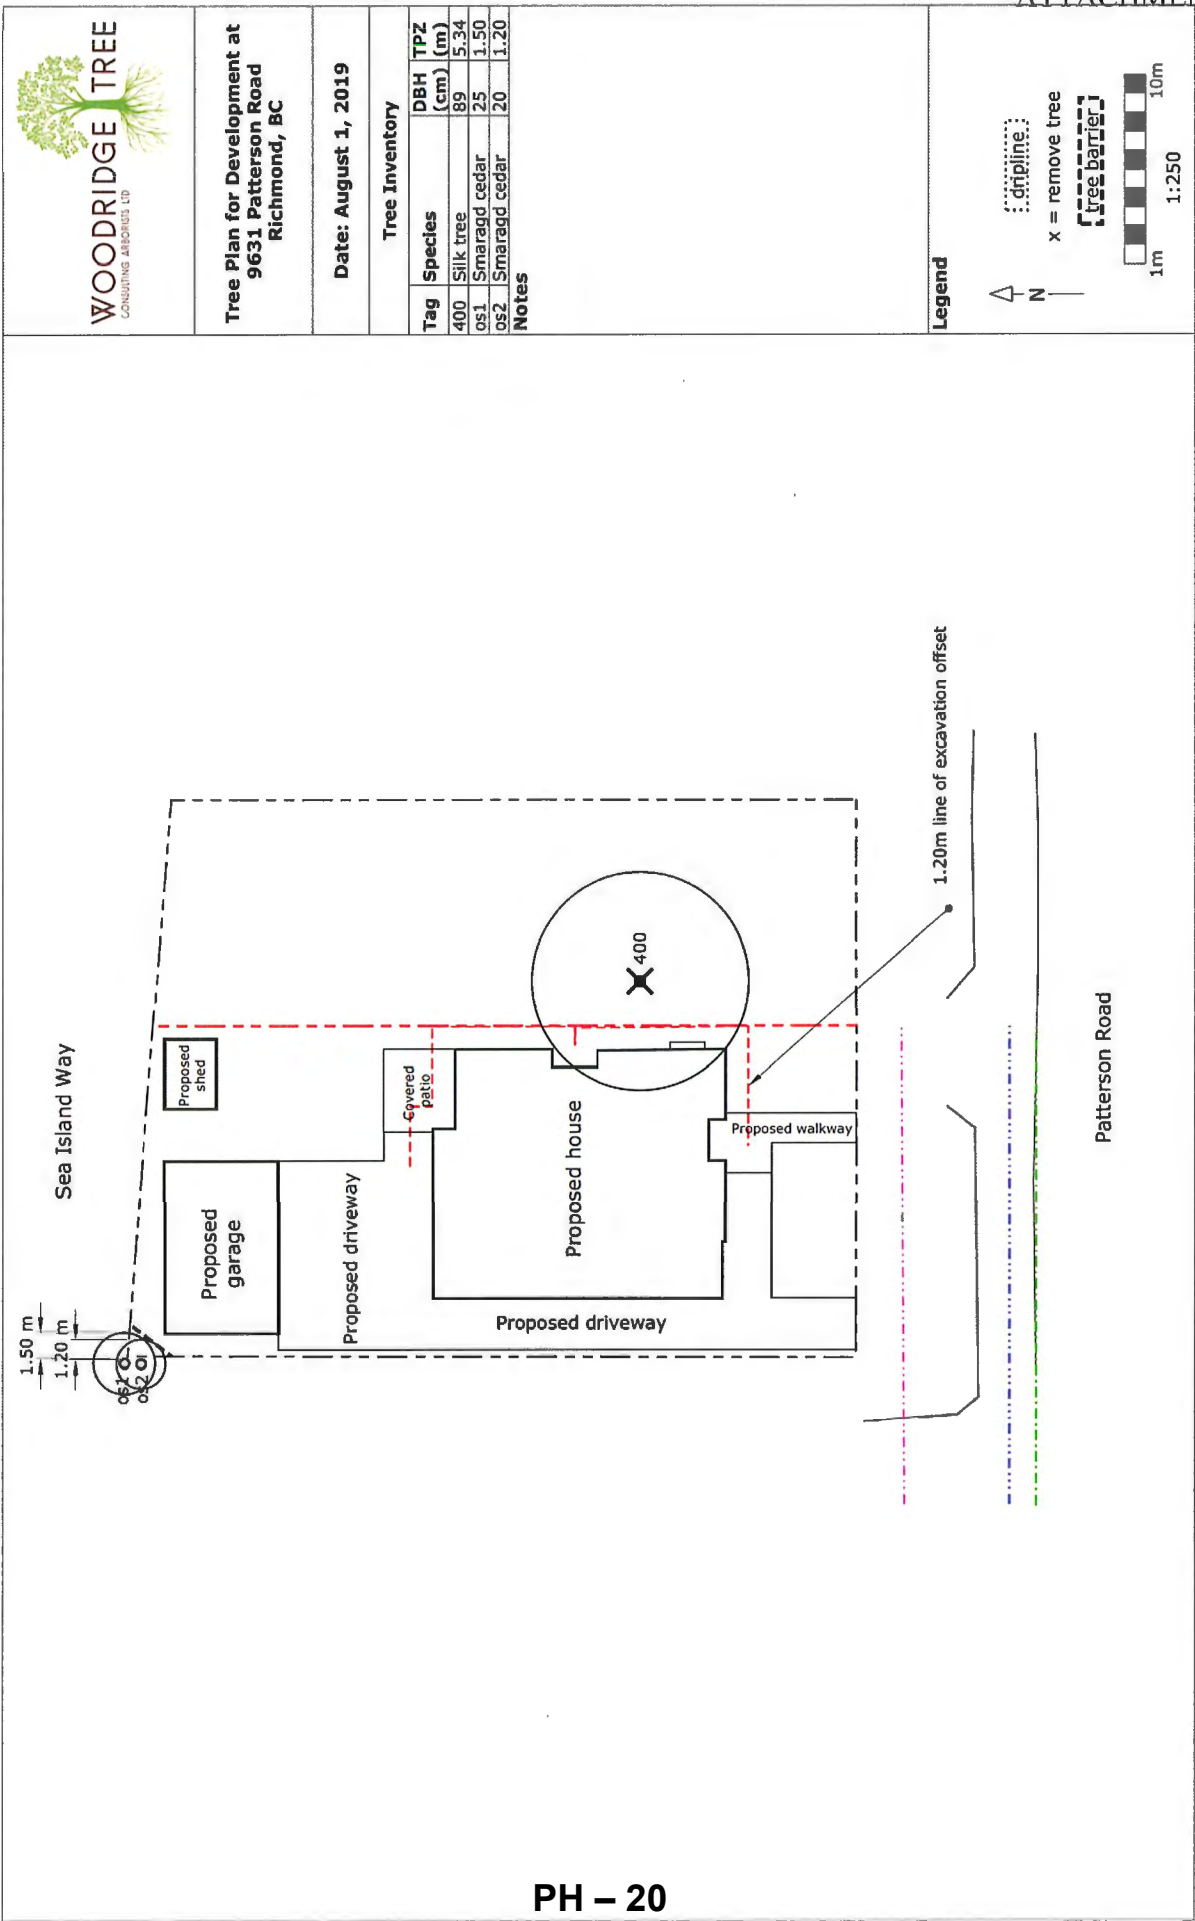 ATTACHME
WOODRIDGE TREE
CONSULTING ARBORISTS LTD
Tree Plan for Development at
9631 Patterson Road
Richmond, BC
Date: August 1, 2019
Tree Inventory
Tag Species DBH (cm) TPZ (m)
400 Silk tree 89 5.34
os1 Smaragd cedar 25 1.50
os2 Smaragd cedar 20 1.20
Notes
Legend
N
dripline
x = remove tree
tree barrier
1m 10m
1:250
Sea Island Way
1.50 m
1.20 m
os1
os2
Proposed
garage
Proposed
shed
Proposed driveway
Covered
patio
Proposed house
400
Proposed driveway
Proposed walkway
1.20m line of excavation offset
Patterson Road
PH – 20